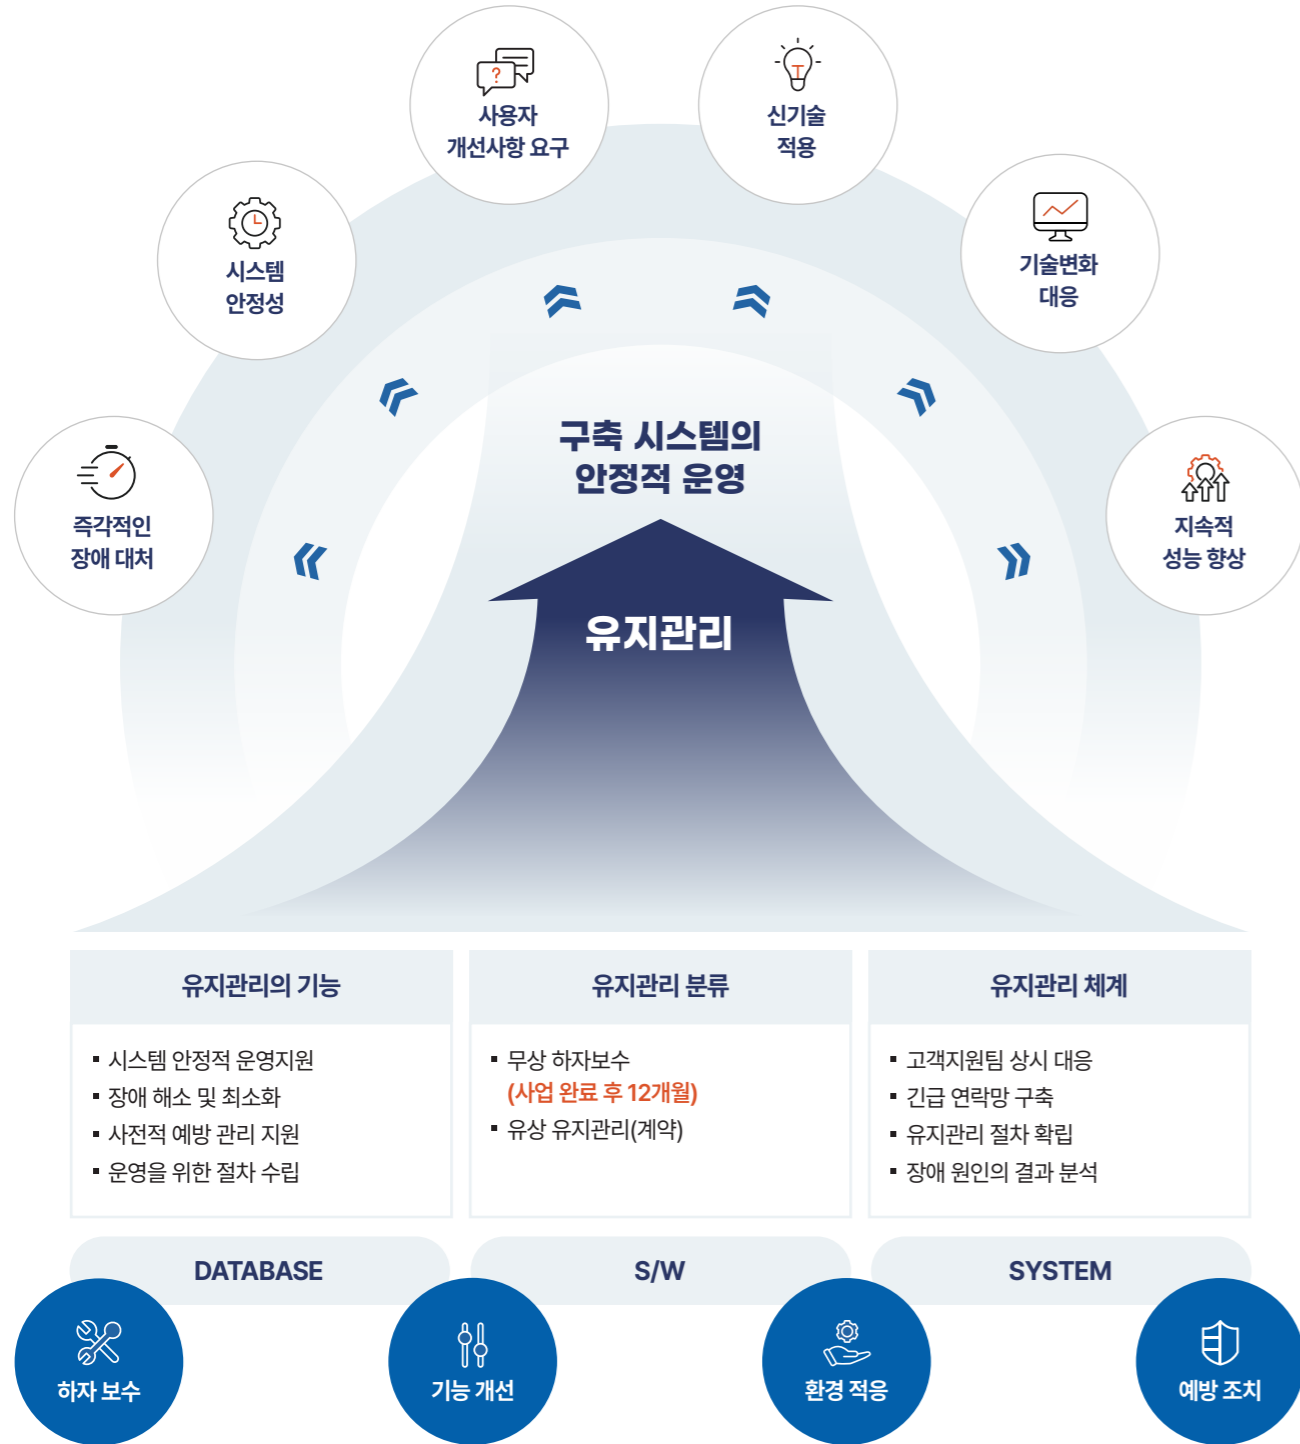 사용자
개선사항 요구
신기술
적용
시스템
안정성
기술변화
대응
즉각적인
장애 대처
지속적
성능 향상
구축 시스템의
안정적 운영
유지관리
유지관리의 기능
시스템 안정적 운영지원
장애 해소 및 최소화
사전적 예방 관리 지원
운영을 위한 절차 수립
유지관리 분류
무상 하자보수
(사업 완료 후 12개월)
유상 유지관리(계약)
유지관리 체계
고객지원팀 상시 대응
긴급 연락망 구축
유지관리 절차 확립
장애 원인의 결과 분석
DATABASE
S/W
SYSTEM
하자 보수
기능 개선
환경 적응
예방 조치